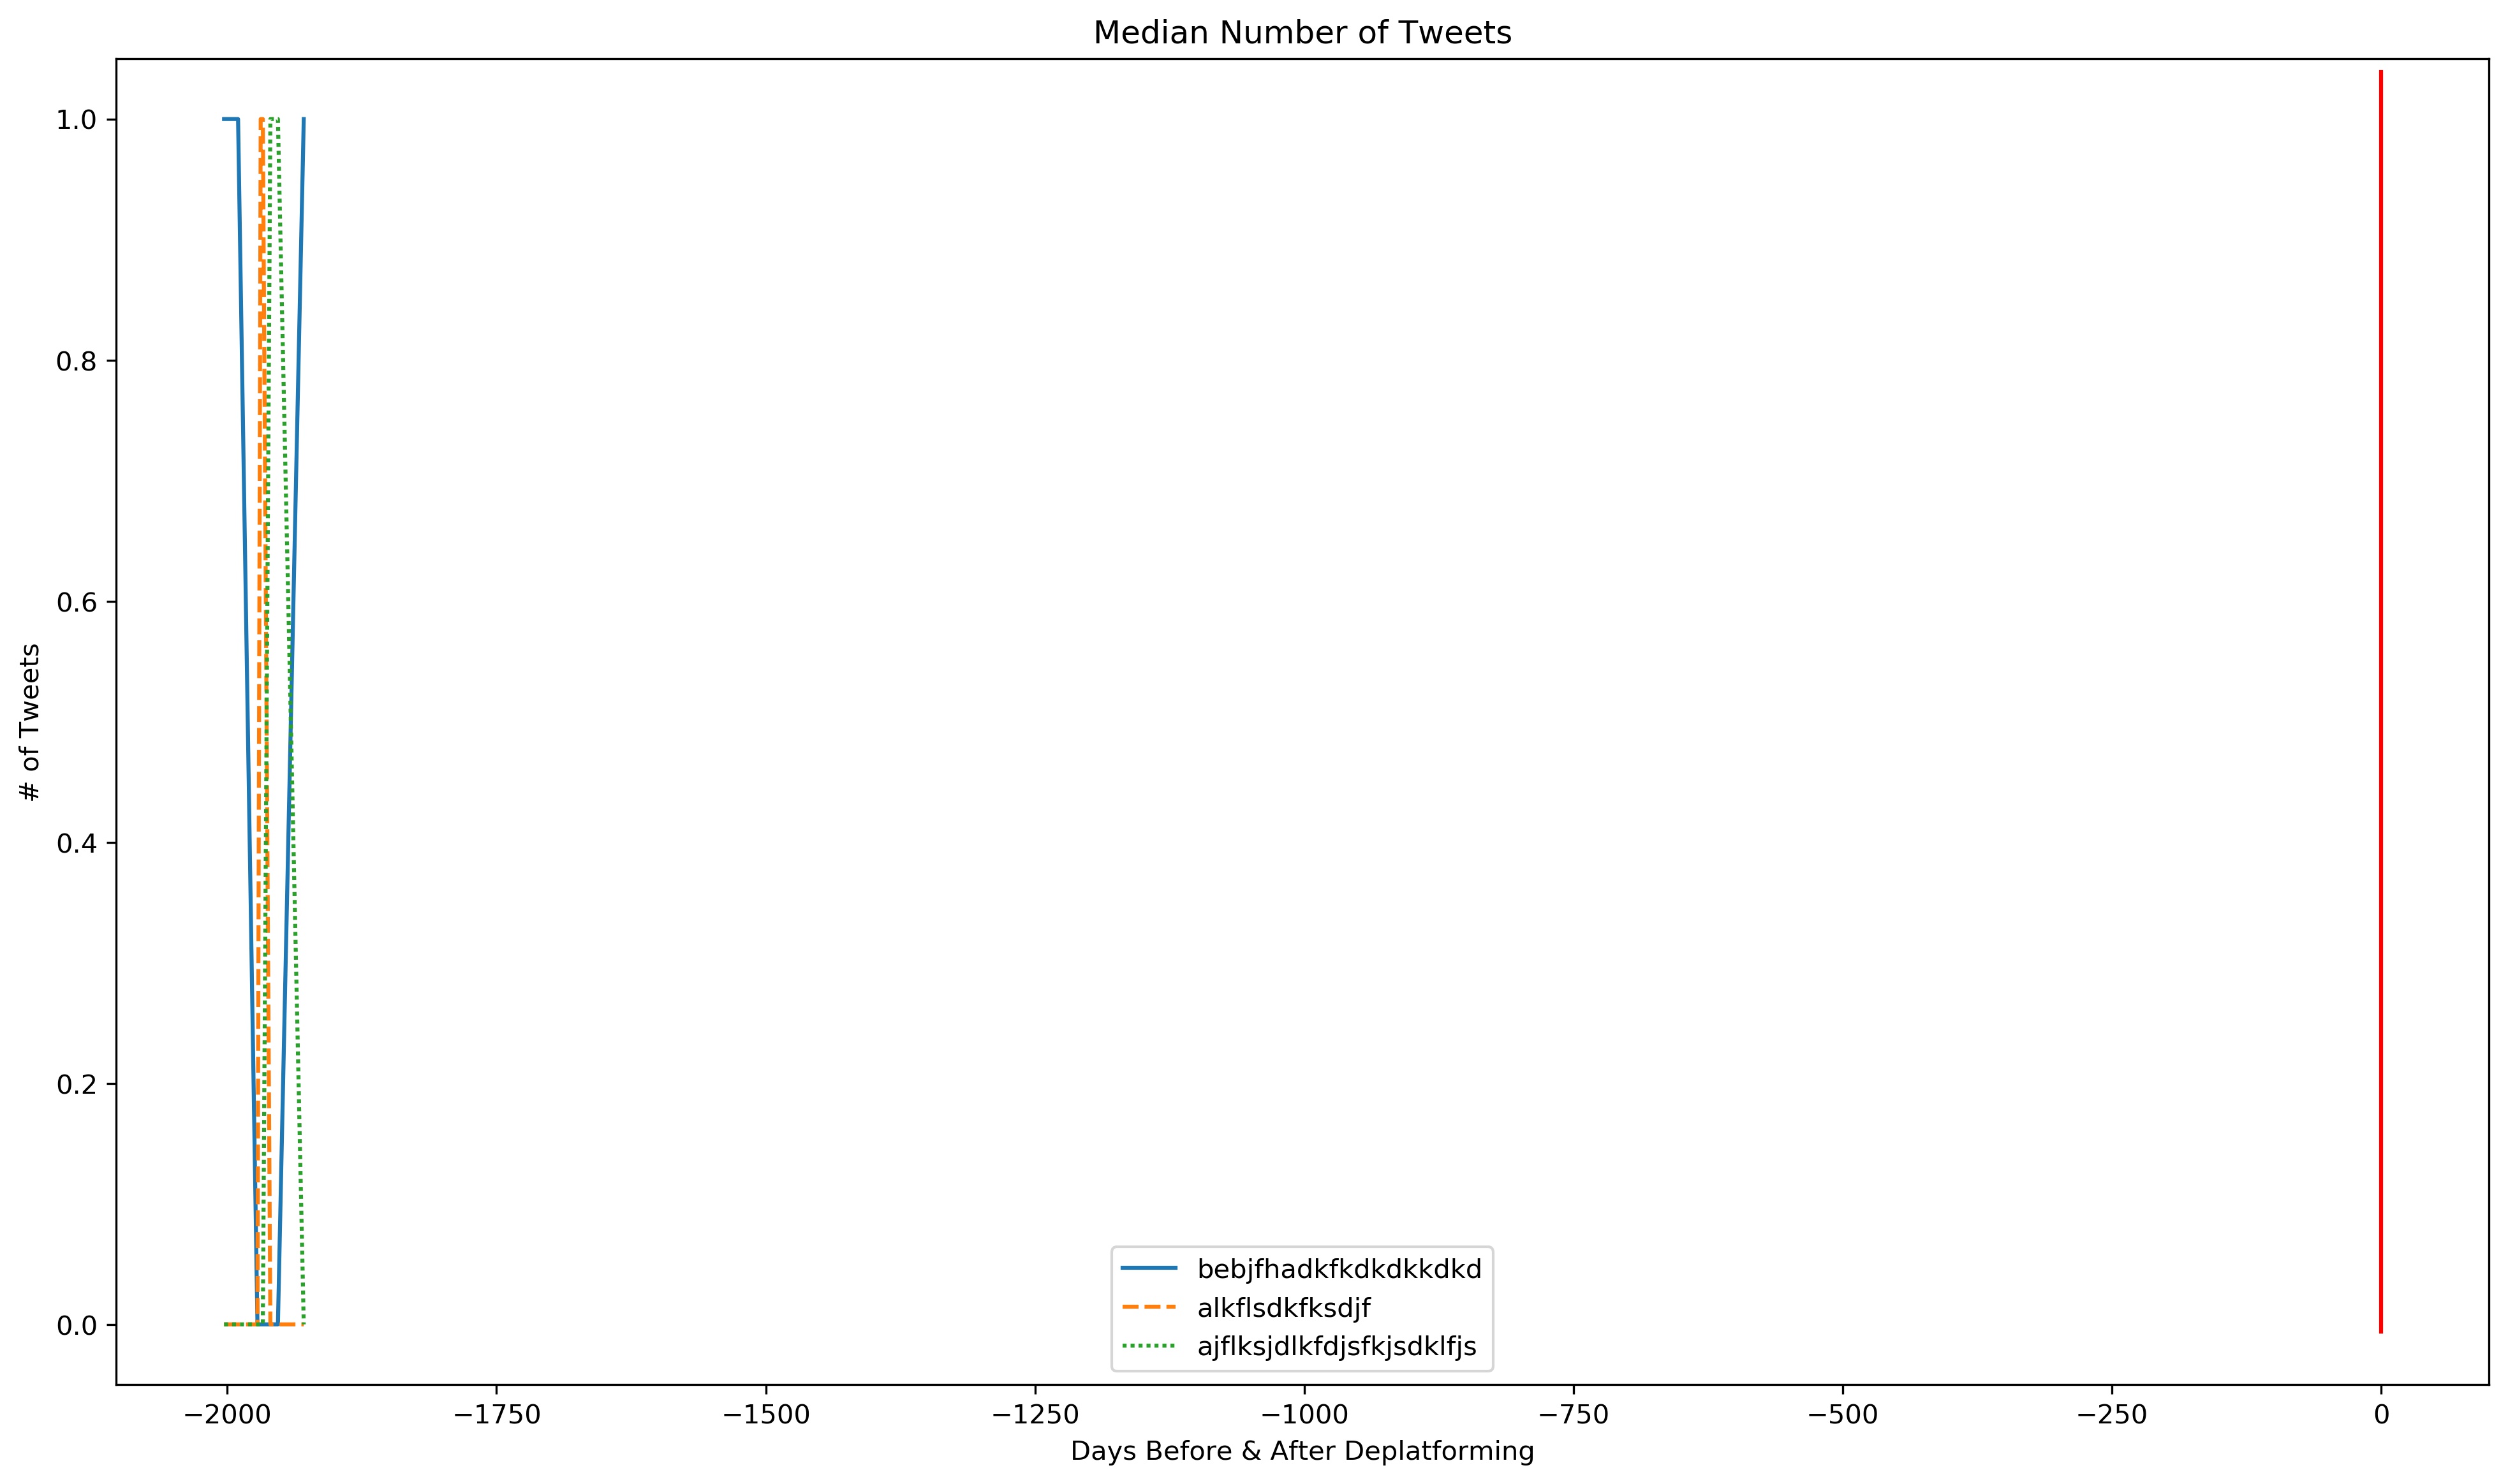 Median Number of Tweets
# of Tweets
1.0
0.8
0.6
0.4
0.2
0.0
bebjfhadkfkdkdkkdkd
alkflsdkfksdjf
ajflksjdlkfdjsfkjsdklfjs
−2000 −1750 −1500 −1250 −1000 −750 −500 −250 0
Days Before & After Deplatforming